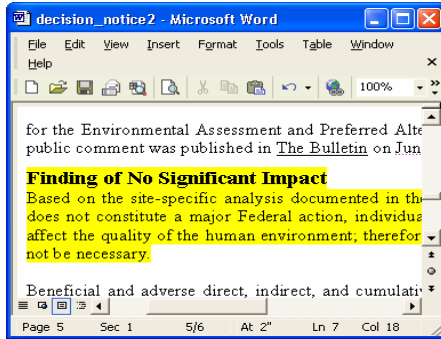 decision_notice2 - Microsoft Word
File Edit View Insert Format Tools Table Window
Help
100%
for the Environmental Assessment and Preferred Alte
public comment was published in The Bulletin on Jun
Finding of No Significant Impact
Based on the site-specific analysis documented in the
does not constitute a major Federal action, individua
affect the quality of the human environment; therefor
not be necessary.
Beneficial and adverse direct, indirect, and cumulati
Page 5 Sec 1 5/6 At 2" Ln 7 Col 18